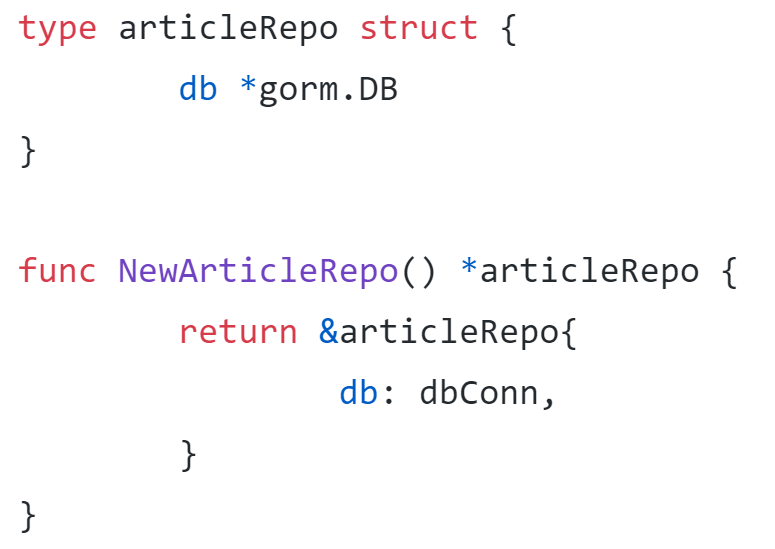 type articleRepo struct {
        db *gorm.DB
}

func NewArticleRepo() *articleRepo {
        return &articleRepo{
                db: dbConn,
        }
}